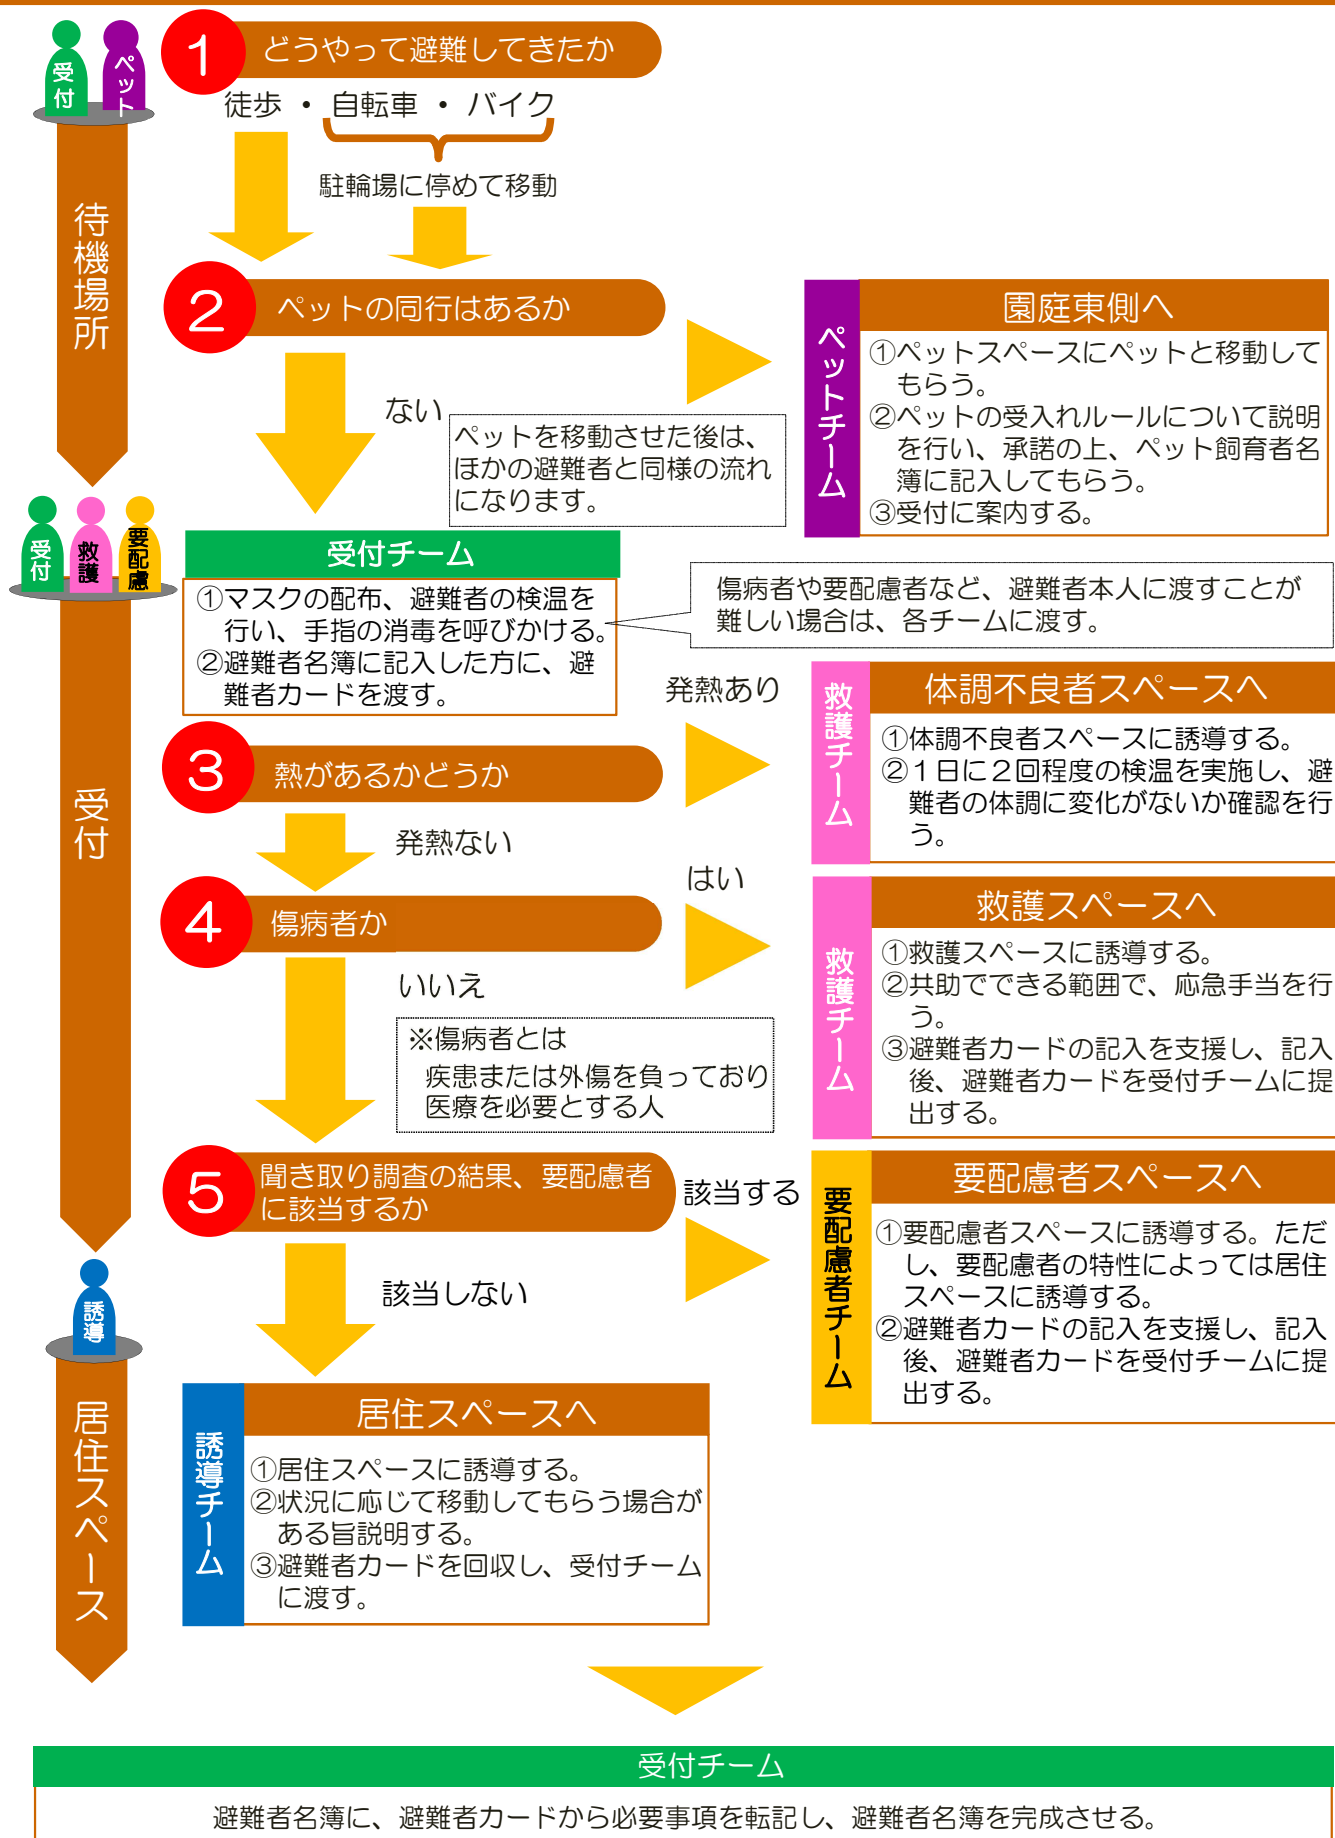 受付
ペット
1 どうやって避難してきたか
徒歩 ・ 自転車 ・ バイク
駐輪場に停めて移動
待機場所
2 ペットの同行はあるか
ない
ペットを移動させた後は、
ほかの避難者と同様の流れ
になります。
ペットチーム
園庭東側へ
①ペットスペースにペットと移動して
もらう。
②ペットの受入れルールについて説明
を行い、承諾の上、ペット飼育者名
簿に記入してもらう。
③受付に案内する。
受付
救護
要配慮
受付チーム
①マスクの配布、避難者の検温を
行い、手指の消毒を呼びかける。
②避難者名簿に記入した方に、避
難者カードを渡す。
傷病者や要配慮者など、避難者本人に渡すことが
難しい場合は、各チームに渡す。
受付
3 熱があるかどうか
発熱あり
発熱ない
救護チーム
体調不良者スペースへ
①体調不良者スペースに誘導する。
②1日に2回程度の検温を実施し、避
難者の体調に変化がないか確認を行
う。
4 傷病者か
はい
いいえ
※傷病者とは
疾患または外傷を負っており
医療を必要とする人
救護チーム
救護スペースへ
①救護スペースに誘導する。
②共助でできる範囲で、応急手当を行
う。
③避難者カードの記入を支援し、記入
後、避難者カードを受付チームに提
出する。
5 聞き取り調査の結果、要配慮者
に該当するか
該当する
該当しない
要配慮者チーム
要配慮者スペースへ
①要配慮者スペースに誘導する。ただ
し、要配慮者の特性によっては居住
スペースに誘導する。
②避難者カードの記入を支援し、記入
後、避難者カードを受付チームに提
出する。
誘導
居住スペース
誘導チーム
居住スペースへ
①居住スペースに誘導する。
②状況に応じて移動してもらう場合が
ある旨説明する。
③避難者カードを回収し、受付チーム
に渡す。
受付チーム
避難者名簿に、避難者カードから必要事項を転記し、避難者名簿を完成させる。